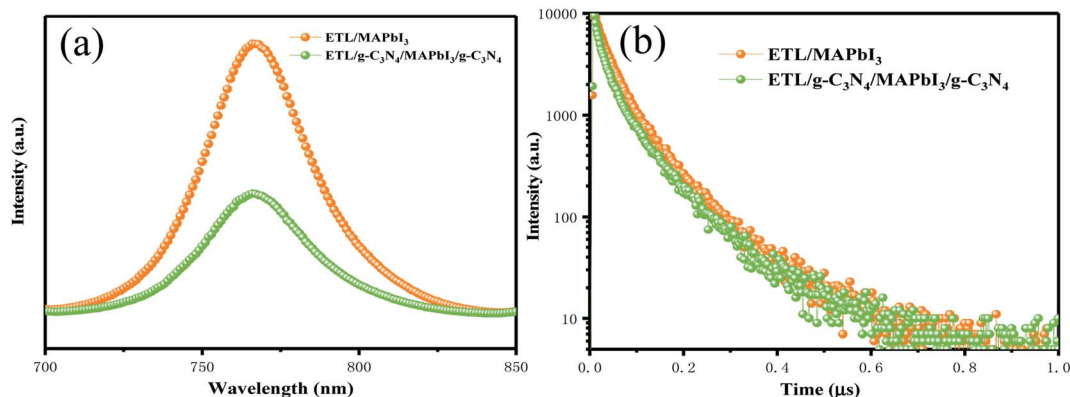 (a)
ETL/MAPbI₃
ETL/g-C₃N₄/MAPbI₃/g-C₃N₄
Intensity (a.u.)
700
750
800
850
Wavelength (nm)
(b)
ETL/MAPbI₃
ETL/g-C₃N₄/MAPbI₃/g-C₃N₄
Intensity (a.u.)
10000
1000
100
10
0.0
0.2
0.4
0.6
0.8
1.0
Time (μs)